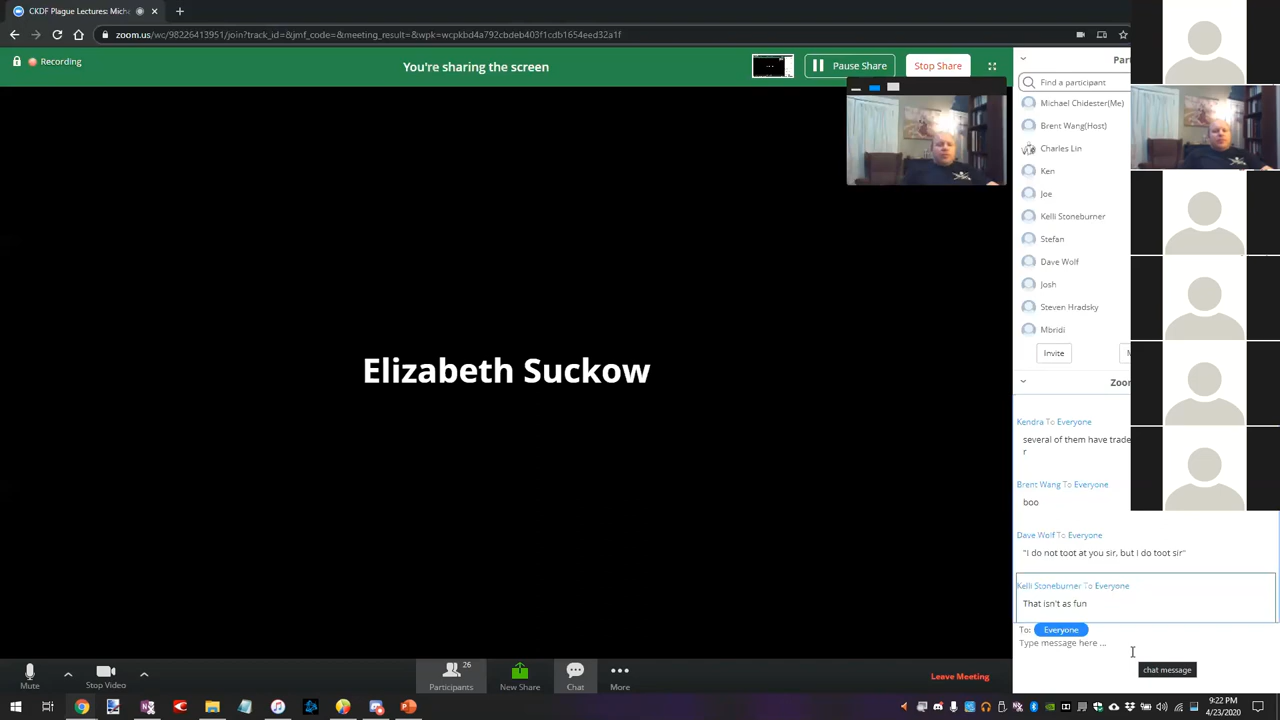 CKDF Plague Lectures: Mich
zoom.us/wc/98226413951/join?track_id=&jmf_code=&meeting_result=&wpk=wcpkbd4a792cbdeb403f1cdb1654eed32a1f
Recording
You're sharing the screen
Pause Share
Stop Share
Find a participant
Michael Chidester(Me)
Brent Wang(Host)
Charles Lin
Ken
Joe
Kelli Stoneburner
Stefan
Dave Wolf
Josh
Steven Hradsky
Mbridi
Invite
Elizabeth Suckow
Zoo
Kendra To Everyone
several of them have trade
r
Brent Wang To Everyone
boo
Dave Wolf To Everyone
"I do not toot at you sir, but I do toot sir"
Kelli Stoneburner To Everyone
That isn't as fun
To: Everyone
Type message here ...
chat message
Mute
Stop Video
26
Participants
New Share
Chat
More
Leave Meeting
9:22 PM
4/23/2020